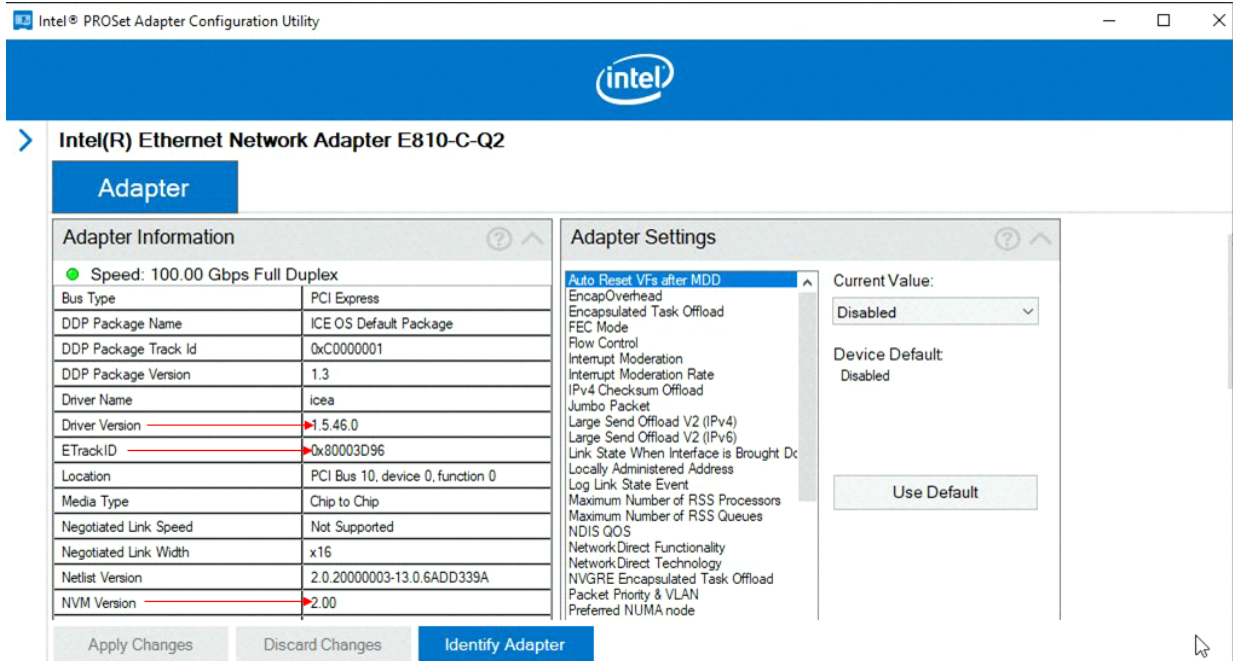 Intel® PROSet Adapter Configuration Utility
intel
Intel(R) Ethernet Network Adapter E810-C-Q2
Adapter
Adapter Information
Speed: 100.00 Gbps Full Duplex
Bus Type PCI Express
DDP Package Name ICE OS Default Package
DDP Package Track Id 0xC0000001
DDP Package Version 1.3
Driver Name icea
Driver Version 1.5.46.0
ETrackID 0x80003D96
Location PCI Bus 10, device 0, function 0
Media Type Chip to Chip
Negotiated Link Speed Not Supported
Negotiated Link Width x16
Netlist Version 2.0.20000003-13.0.6ADD339A
NVM Version 2.00
Adapter Settings
Auto Reset VFs after MDD
EncapOverhead
Encapsulated Task Offload
FEC Mode
Flow Control
Interrupt Moderation
Interrupt Moderation Rate
IPv4 Checksum Offload
Jumbo Packet
Large Send Offload V2 (IPv4)
Large Send Offload V2 (IPv6)
Link State When Interface is Brought Do
Locally Administered Address
Log Link State Event
Maximum Number of RSS Processors
Maximum Number of RSS Queues
NDIS QOS
NetworkDirect Functionality
NetworkDirect Technology
NVGRE Encapsulated Task Offload
Packet Priority & VLAN
Preferred NUMA node
Current Value:
Disabled
Device Default:
Disabled
Use Default
Apply Changes
Discard Changes
Identify Adapter